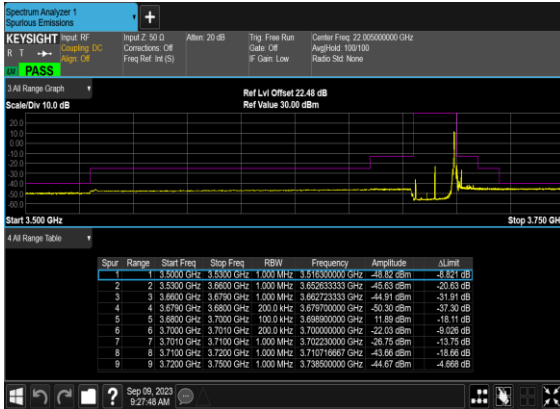 Spectrum Analyzer 1
Spurious Emissions
+
KEYSIGHT
R T
LXI
PASS
Input: RF
Coupling: DC
Align: Off
Input Z: 50 Ω
Corrections: Off
Freq Ref: Int (S)
Atten: 20 dB
Trig: Free Run
Gate: Off
IF Gain: Low
Center Freq: 22.005000000 GHz
Avg|Hold: 100/100
Radio Std: None
3 All Range Graph
Scale/Div 10.0 dB
Ref Lvl Offset 22.48 dB
Ref Value 30.00 dBm
20.0
10.0
0.00
-10.0
-20.0
-30.0
-40.0
-50.0
-60.0
Start 3.500 GHz
Stop 3.750 GH
4 All Range Table
Spur Range Start Freq Stop Freq RBW Frequency Amplitude ΔLimit
1 1 3.5000 GHz 3.5300 GHz 1.000 MHz 3.516300000 GHz -48.82 dBm -8.821 dB
2 2 3.5300 GHz 3.6600 GHz 1.000 MHz 3.652633333 GHz -45.63 dBm -20.63 dB
3 3 3.6600 GHz 3.6790 GHz 1.000 MHz 3.662723333 GHz -44.91 dBm -31.91 dB
4 4 3.6790 GHz 3.6800 GHz 200.0 kHz 3.679700000 GHz -50.30 dBm -37.30 dB
5 5 3.6800 GHz 3.7000 GHz 100.0 kHz 3.698900000 GHz 11.89 dBm -18.11 dB
6 6 3.7000 GHz 3.7010 GHz 200.0 kHz 3.700000000 GHz -22.03 dBm -9.026 dB
7 7 3.7010 GHz 3.7100 GHz 1.000 MHz 3.702230000 GHz -26.75 dBm -13.75 dB
8 8 3.7100 GHz 3.7200 GHz 1.000 MHz 3.710716667 GHz -43.66 dBm -18.66 dB
9 9 3.7200 GHz 3.7500 GHz 1.000 MHz 3.738500000 GHz -44.67 dBm -4.668 dB
?
Sep 09, 2023
9:27:48 AM